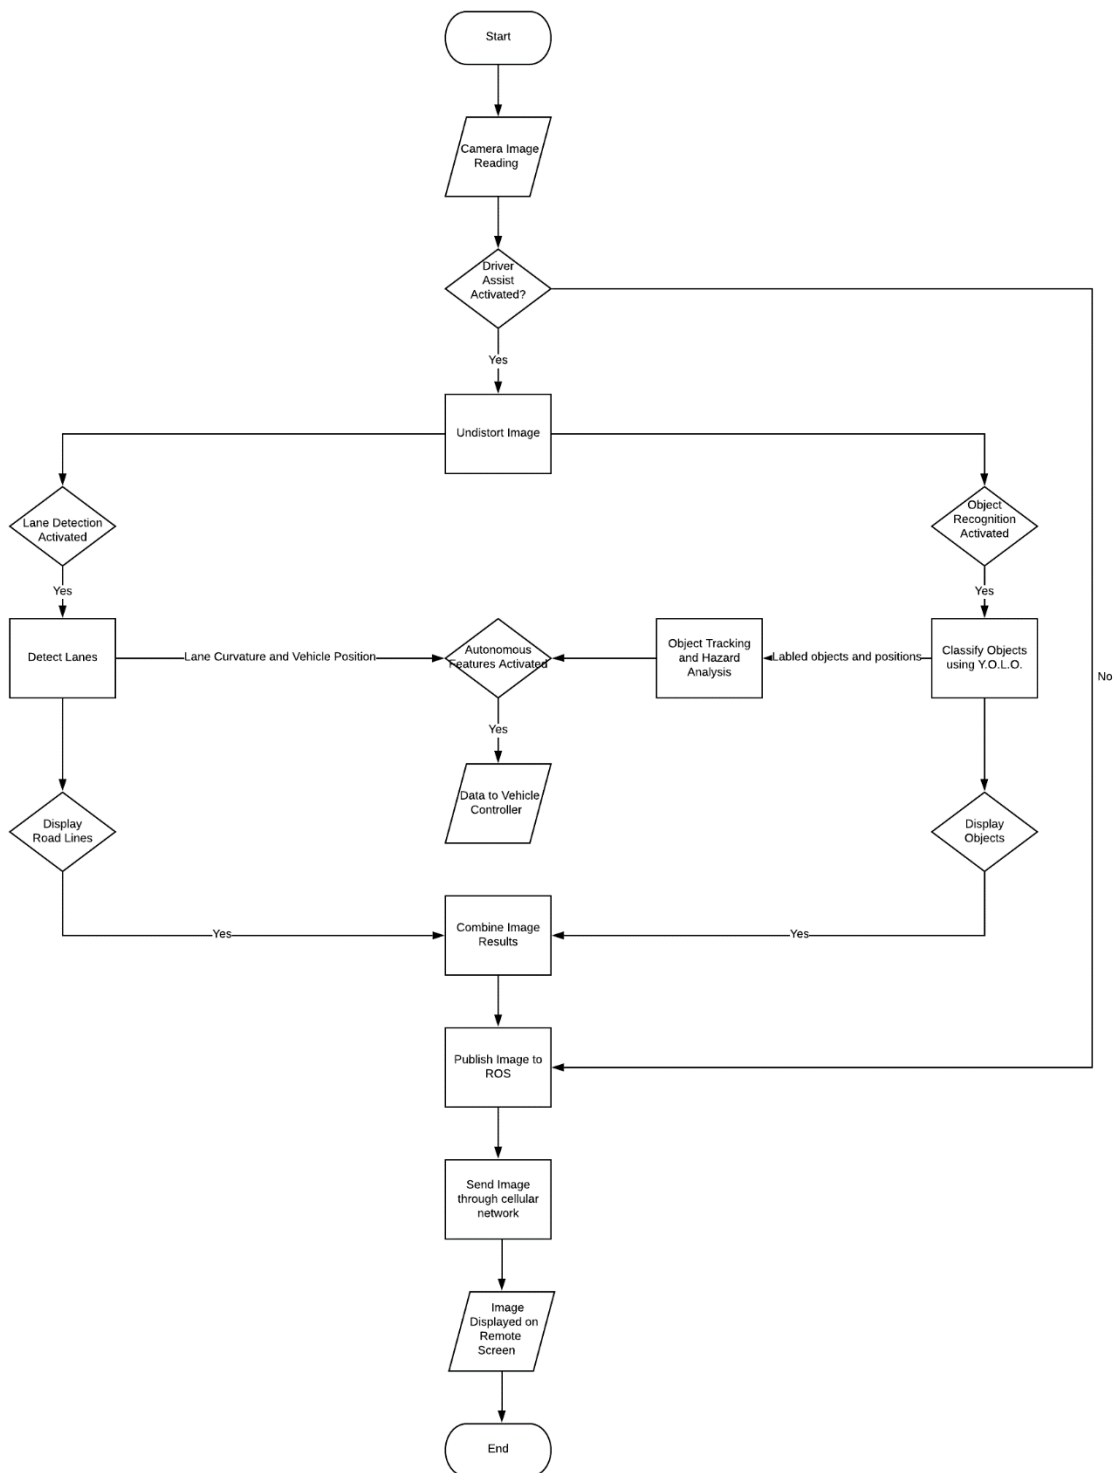 Start
Camera Image
Reading
Driver
Assist
Activated?
Yes
Undistort Image
Lane Detection
Activated
Object
Recognition
Activated
Yes
Yes
Detect Lanes
Lane Curvature and Vehicle Position
Autonomous
Features Activated
Object Tracking
and Hazard
Analysis
Labled objects and positions
Classify Objects
using Y.O.L.O.
No
Yes
Data to Vehicle
Controller
Display
Road Lines
Display
Objects
Yes
Combine Image
Results
Yes
Publish Image to
ROS
Send Image
through cellular
network
Image
Displayed on
Remote
Screen
End